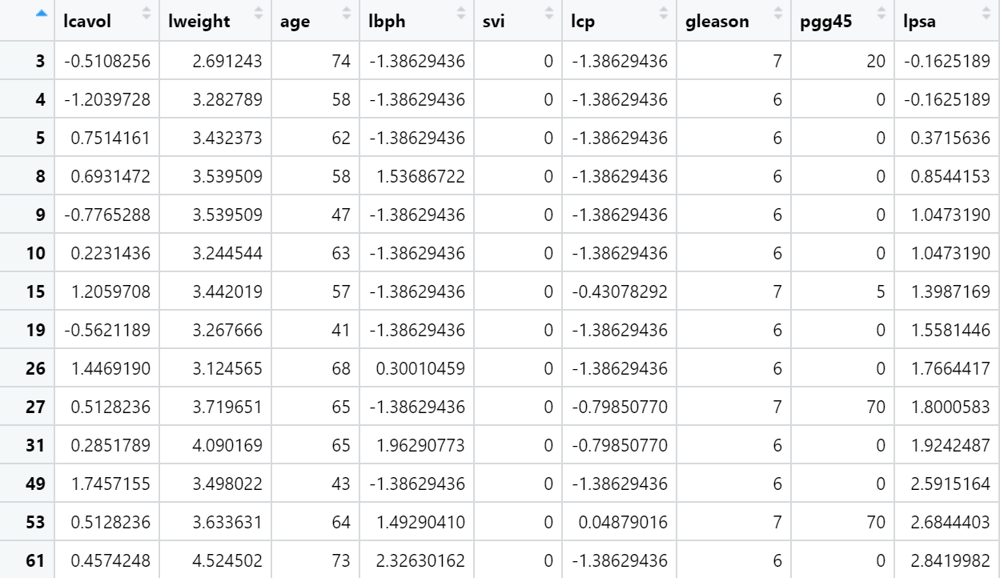 lcavol lweight age lbph svi lcp gleason pgg45 lpsa
3 -0.5108256 2.691243 74 -1.38629436 0 -1.38629436 7 20 -0.1625189
4 -1.2039728 3.282789 58 -1.38629436 0 -1.38629436 6 0 -0.1625189
5 0.7514161 3.432373 62 -1.38629436 0 -1.38629436 6 0 0.3715636
8 0.6931472 3.539509 58 1.53686722 0 -1.38629436 6 0 0.8544153
9 -0.7765288 3.539509 47 -1.38629436 0 -1.38629436 6 0 1.0473190
10 0.2231436 3.244544 63 -1.38629436 0 -1.38629436 6 0 1.0473190
15 1.2059708 3.442019 57 -1.38629436 0 -0.43078292 7 5 1.3987169
19 -0.5621189 3.267666 41 -1.38629436 0 -1.38629436 6 0 1.5581446
26 1.4469190 3.124565 68 0.30010459 0 -1.38629436 6 0 1.7664417
27 0.5128236 3.719651 65 -1.38629436 0 -0.79850770 7 70 1.8000583
31 0.2851789 4.090169 65 1.96290773 0 -0.79850770 6 0 1.9242487
49 1.7457155 3.498022 43 -1.38629436 0 -1.38629436 6 0 2.5915164
53 0.5128236 3.633631 64 1.49290410 0 0.04879016 7 70 2.6844403
61 0.4574248 4.524502 73 2.32630162 0 -1.38629436 6 0 2.8419982